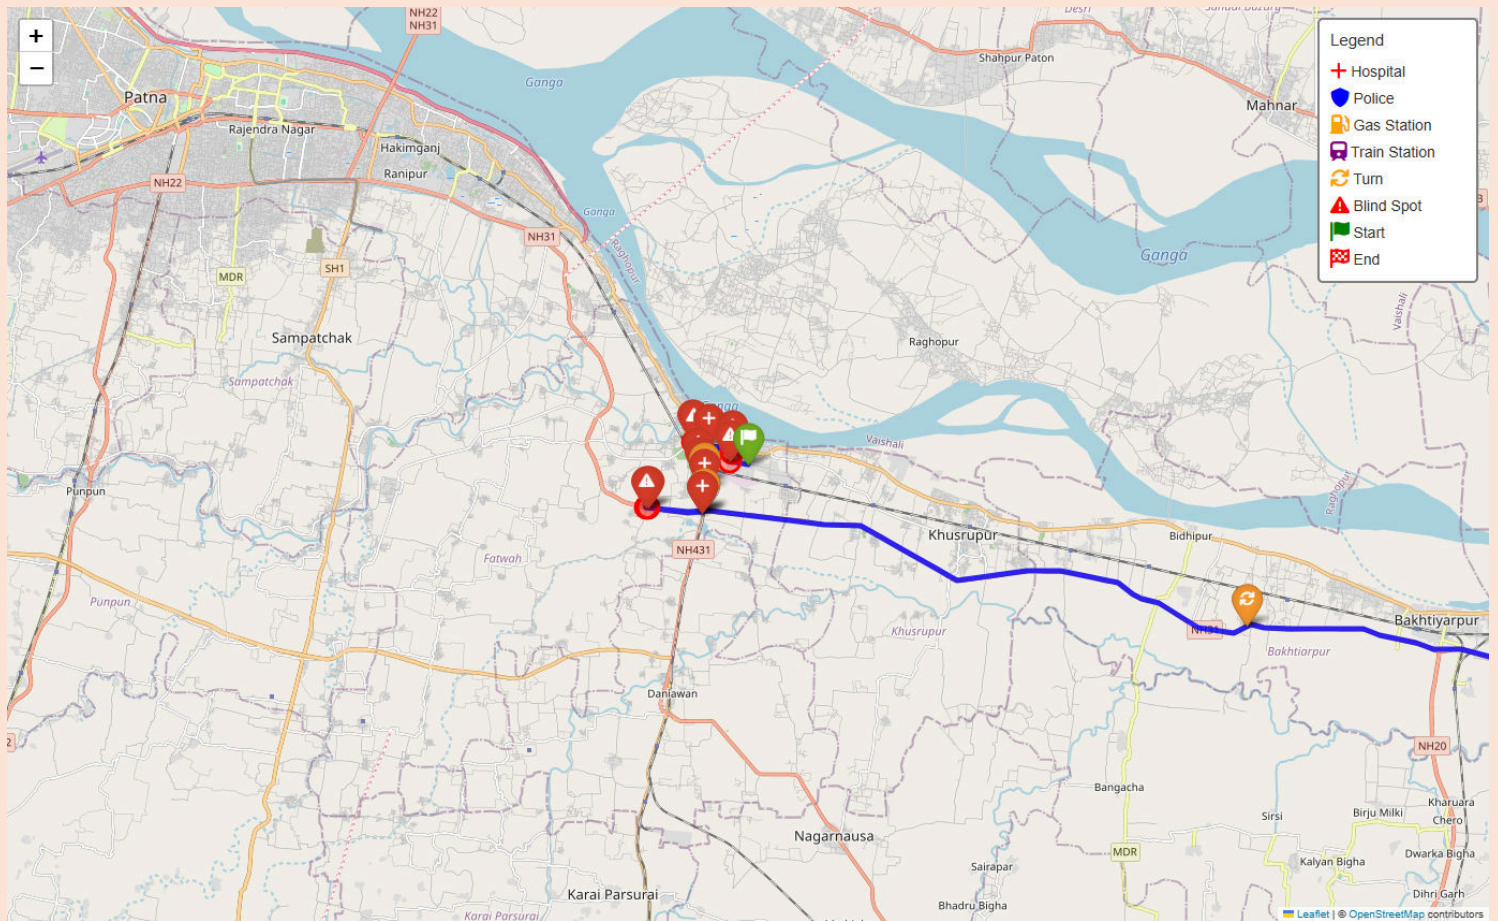 +
−
NH22
NH31
Desri
Shahpur Paton
Ganga
Patna
Mahnar
Rajendra Nagar
Hakimganj
Ranipur
NH22
Ganga
NH31
Raghopur
Ganga
SH1
MDR
Vaishali
Sampatchak
Raghopur
Sampatchak
Vaishali
Punpun
Raghopur
Khusrupur
Bidhipur
NH431
Fatwah
Punpun
Bakhtiyarpur
Khusrupur
NH31
Bakhtiarpur
Daniawan
2
NH20
Bangacha
Kharuara
Chero
Sirsi
Birju Milki
Nagarnausa
MDR
Dwarka Bigha
Kalyan Bigha
Sairapar
Karai Parsurai
Dihri Garh
Bhadru Bigha
Karai Parsurai
Legend
Hospital
Police
Gas Station
Train Station
Turn
Blind Spot
Start
End
Leaflet | © OpenStreetMap contributors